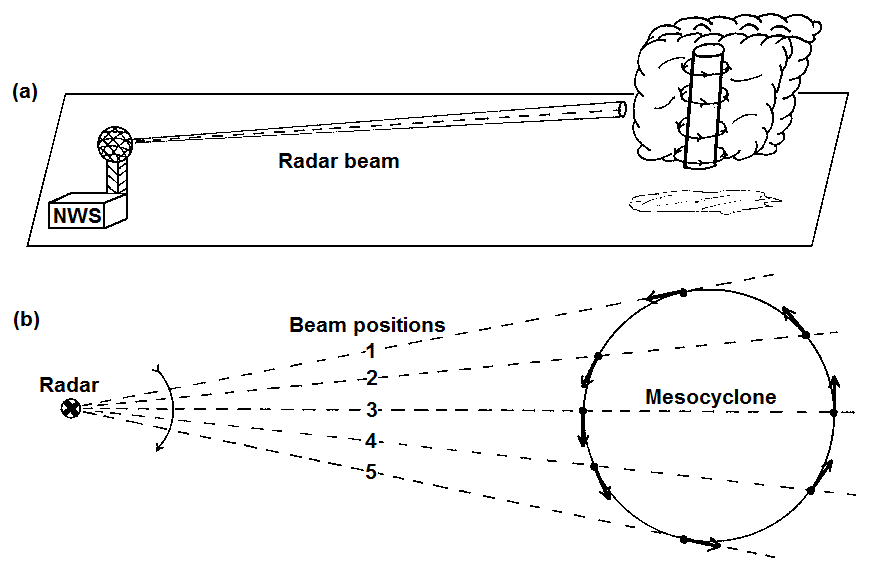 (a)
Radar beam
NWS
(b)
Beam positions
1
Radar
2
Mesocyclone
3
4
5